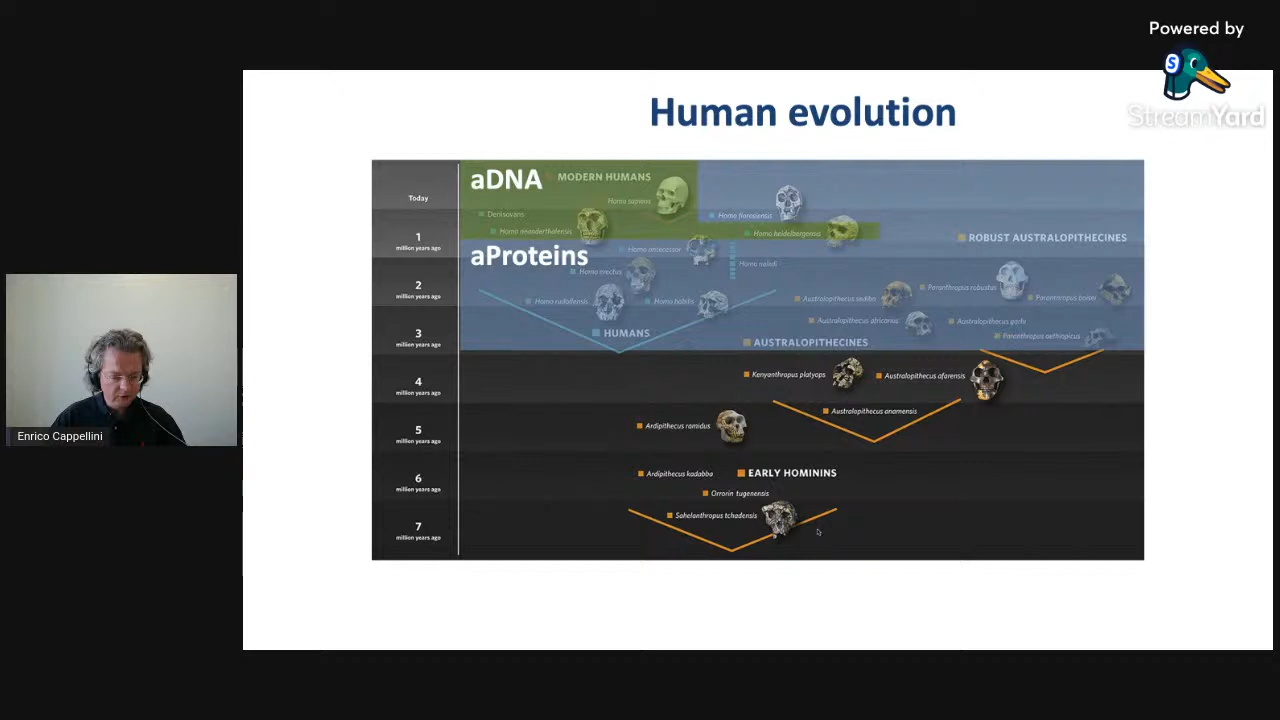 Powered by
StreamYard
Human evolution
aDNA
MODERN HUMANS
Homo sapiens
Today
Denisovans
Homo floresiensis
Homo neanderthalensis
Homo heidelbergensis
1
million years ago
ROBUST AUSTRALOPITHECINES
aProteins
Homo antecessor
Homo naledi
Homo erectus
2
million years ago
Paranthropus robustus
Paranthropus boisei
Homo rudolfensis
Homo habilis
Australopithecus sediba
Australopithecus africanus
Australopithecus garhi
3
million years ago
HUMANS
Paranthropus aethiopicus
AUSTRALOPITHECINES
Kenyanthropus platyops
Australopithecus afarensis
4
million years ago
Australopithecus anamensis
Ardipithecus ramidus
5
million years ago
Enrico Cappellini
Ardipithecus kadabba
EARLY HOMININS
6
million years ago
Orrorin tugenensis
Sahelanthropus tchadensis
7
million years ago